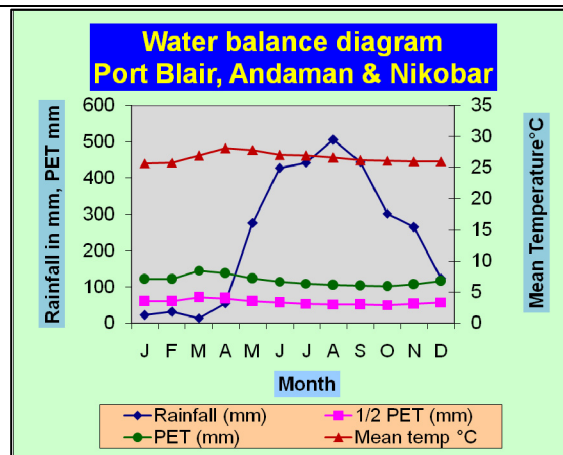 Water balance diagram
Port Blair, Andaman & Nikobar
Rainfall in mm, PET mm
600
500
400
300
200
100
0
35
30
25
20
15
10
5
0
Mean Temperature°C
J F M A M J J A S O N D
Month
Rainfall (mm) 1/2 PET (mm)
PET (mm) Mean temp °C